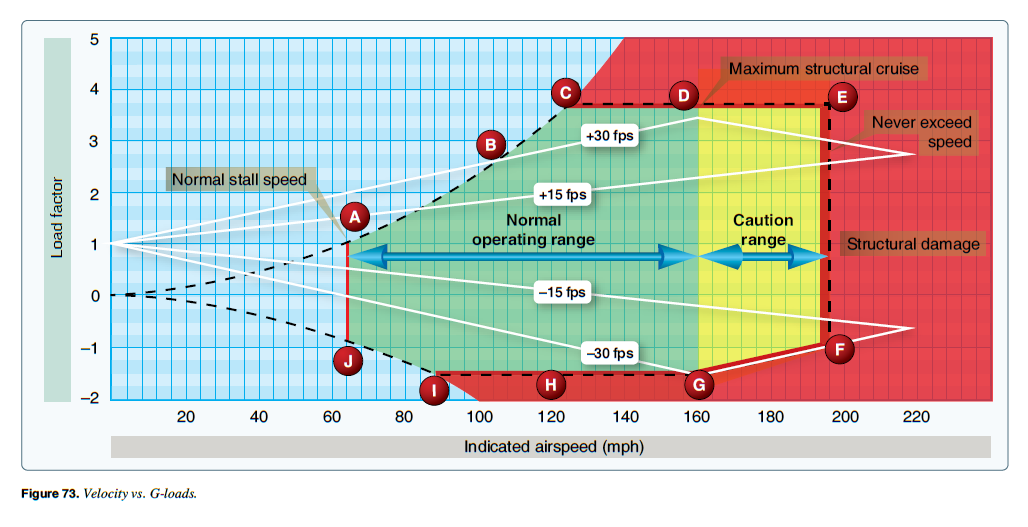 5
4
3
2
1
0
–1
–2
Load factor
C
D
E
Maximum structural cruise
Never exceed
speed
B
+30 fps
Normal stall speed
A
+15 fps
Normal
operating range
Caution
range
Structural damage
–15 fps
–30 fps
J
I
H
G
F
20 40 60 80 100 120 140 160 180 200 220
Indicated airspeed (mph)
Figure 73. Velocity vs. G-loads.